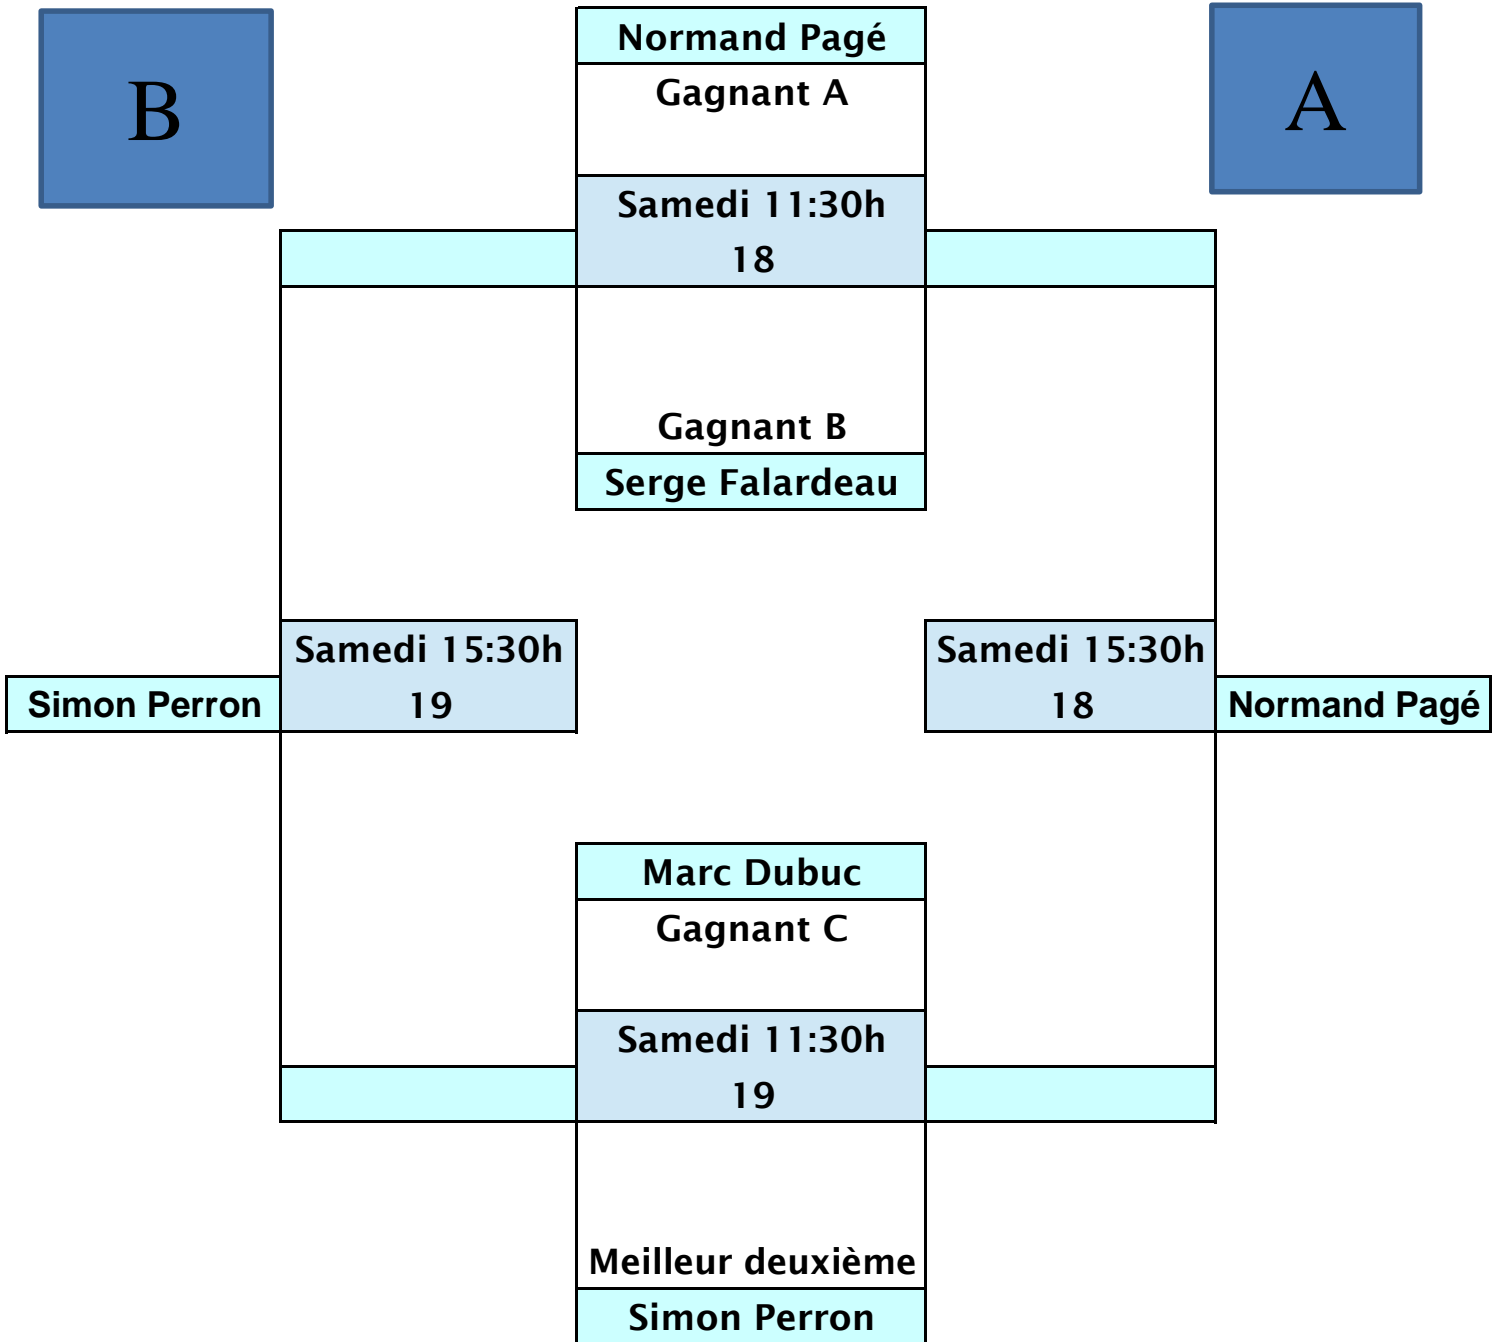 B
Normand Pagé
A
Gagnant A
Samedi 11:30h
18
Gagnant B
Serge Falardeau
Samedi 15:30h
19
Simon Perron
Samedi 15:30h
18
Normand Pagé
Marc Dubuc
Gagnant C
Samedi 11:30h
19
Meilleur deuxième
Simon Perron